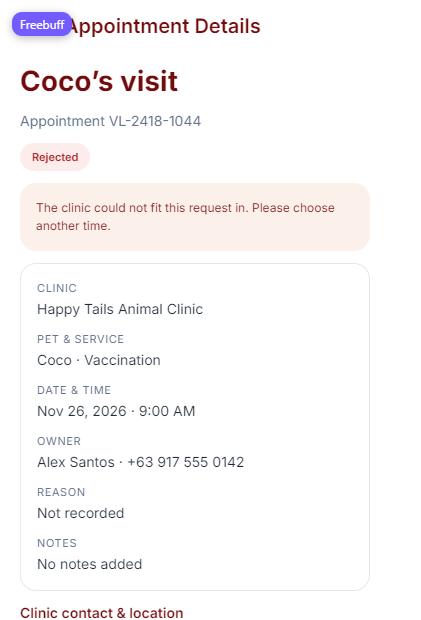 Freebuff
Appointment Details
Coco’s visit
Appointment VL-2418-1044
Rejected
The clinic could not fit this request in. Please choose
another time.
CLINIC
Happy Tails Animal Clinic
PET & SERVICE
Coco · Vaccination
DATE & TIME
Nov 26, 2026 · 9:00 AM
OWNER
Alex Santos · +63 917 555 0142
REASON
Not recorded
NOTES
No notes added
Clinic contact & location